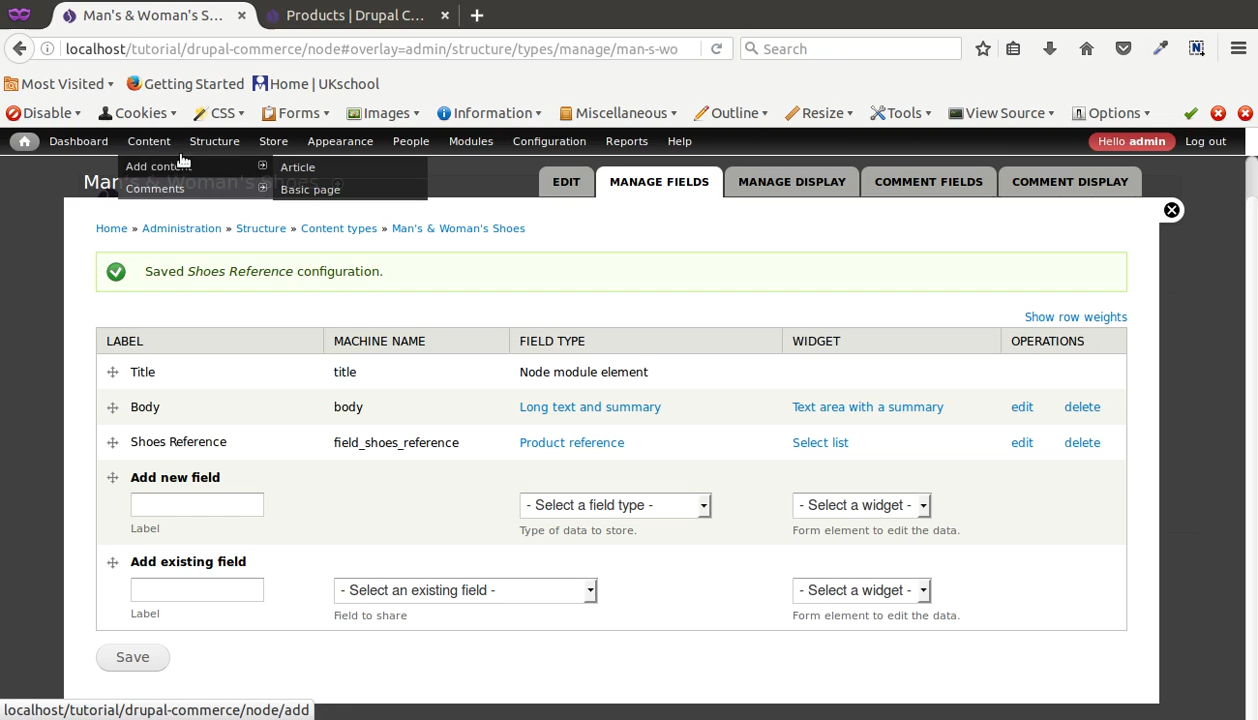 Man's & Woman's S...
Products | Drupal C...
localhost/tutorial/drupal-commerce/node#overlay=admin/structure/types/manage/man-s-wo
Search
Most Visited
Getting Started
Home | UKschool
Disable
Cookies
CSS
Forms
Images
Information
Miscellaneous
Outline
Resize
Tools
View Source
Options
Dashboard
Content
Structure
Store
Appearance
People
Modules
Configuration
Reports
Help
Hello admin
Log out
Add content
Article
Comments
Basic page
Man's & Woman's Shoes
EDIT
MANAGE FIELDS
MANAGE DISPLAY
COMMENT FIELDS
COMMENT DISPLAY
Home » Administration » Structure » Content types » Man's & Woman's Shoes
Saved Shoes Reference configuration.
Show row weights
LABEL MACHINE NAME FIELD TYPE WIDGET OPERATIONS
Title title Node module element
Body body Long text and summary Text area with a summary edit delete
Shoes Reference field_shoes_reference Product reference Select list edit delete
Add new field
- Select a field type - - Select a widget -
Label Type of data to store. Form element to edit the data.
Add existing field
- Select an existing field - - Select a widget -
Label Field to share Form element to edit the data.
Save
localhost/tutorial/drupal-commerce/node/add